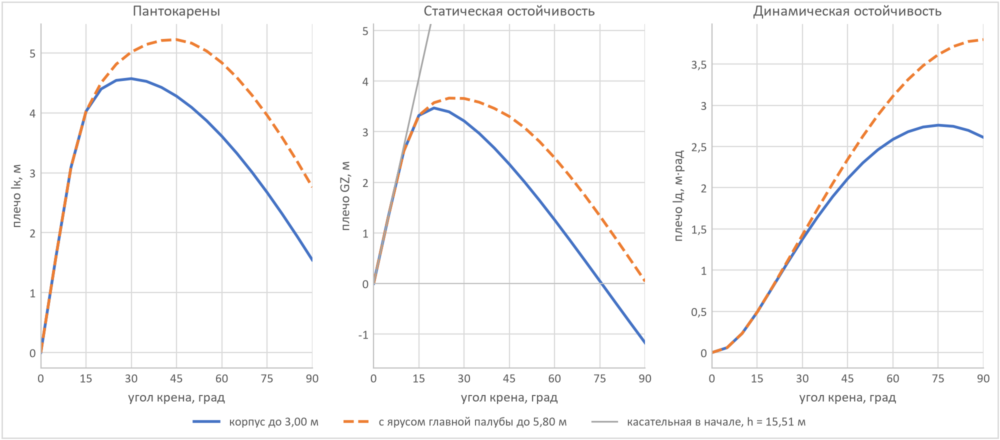 Пантокарены
Статическая остойчивость
Динамическая остойчивость
плечо lк, м
5
4
3
2
1
0
0 15 30 45 60 75 90
угол крена, град
плечо GZ, м
5
4
3
2
1
0
-1
0 15 30 45 60 75 90
угол крена, град
плечо lд, м·рад
3,5
3
2,5
2
1,5
1
0,5
0
0 15 30 45 60 75 90
угол крена, град
корпус до 3,00 м
с ярусом главной палубы до 5,80 м
касательная в начале, h = 15,51 м